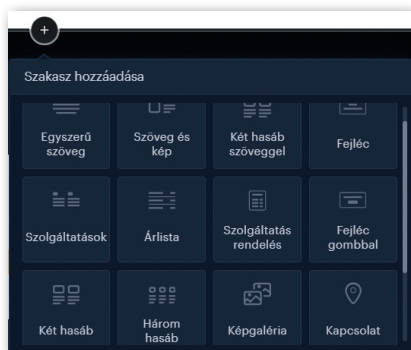 Szakasz hozzáadása
Egyszerű
szöveg
Szöveg és
kép
Két hasáb
szöveggel
Fejléc
Szolgáltatások
Árlista
Szolgáltatás
rendelés
Fejléc
gombbal
Két hasáb
Három
hasáb
Képgaléria
Kapcsolat